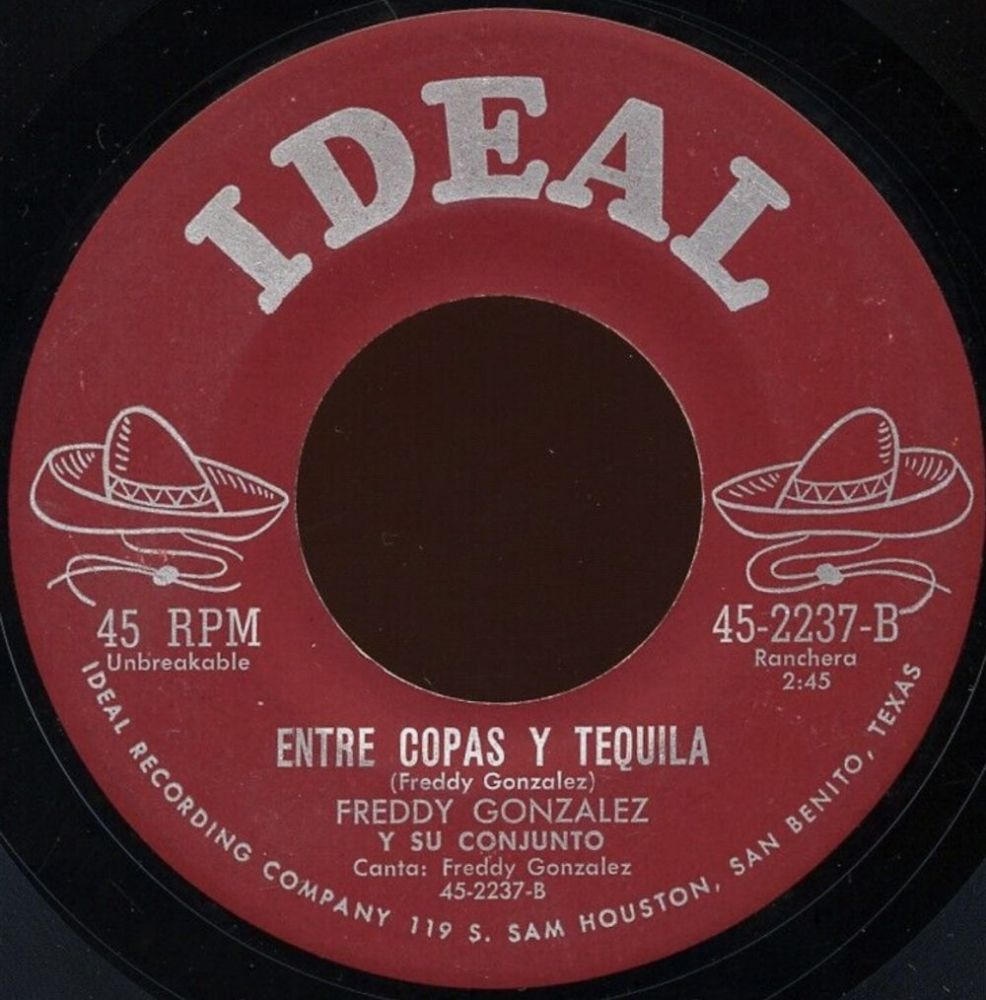 IDEAL
45 RPM
Unbreakable
45-2237-B
Ranchera
2:45
ENTRE COPAS Y TEQUILA
(Freddy Gonzalez)
FREDDY GONZALEZ
Y SU CONJUNTO
Canta: Freddy Gonzalez
45-2237-B
IDEAL RECORDING COMPANY 119 S. SAM HOUSTON, SAN BENITO, TEXAS